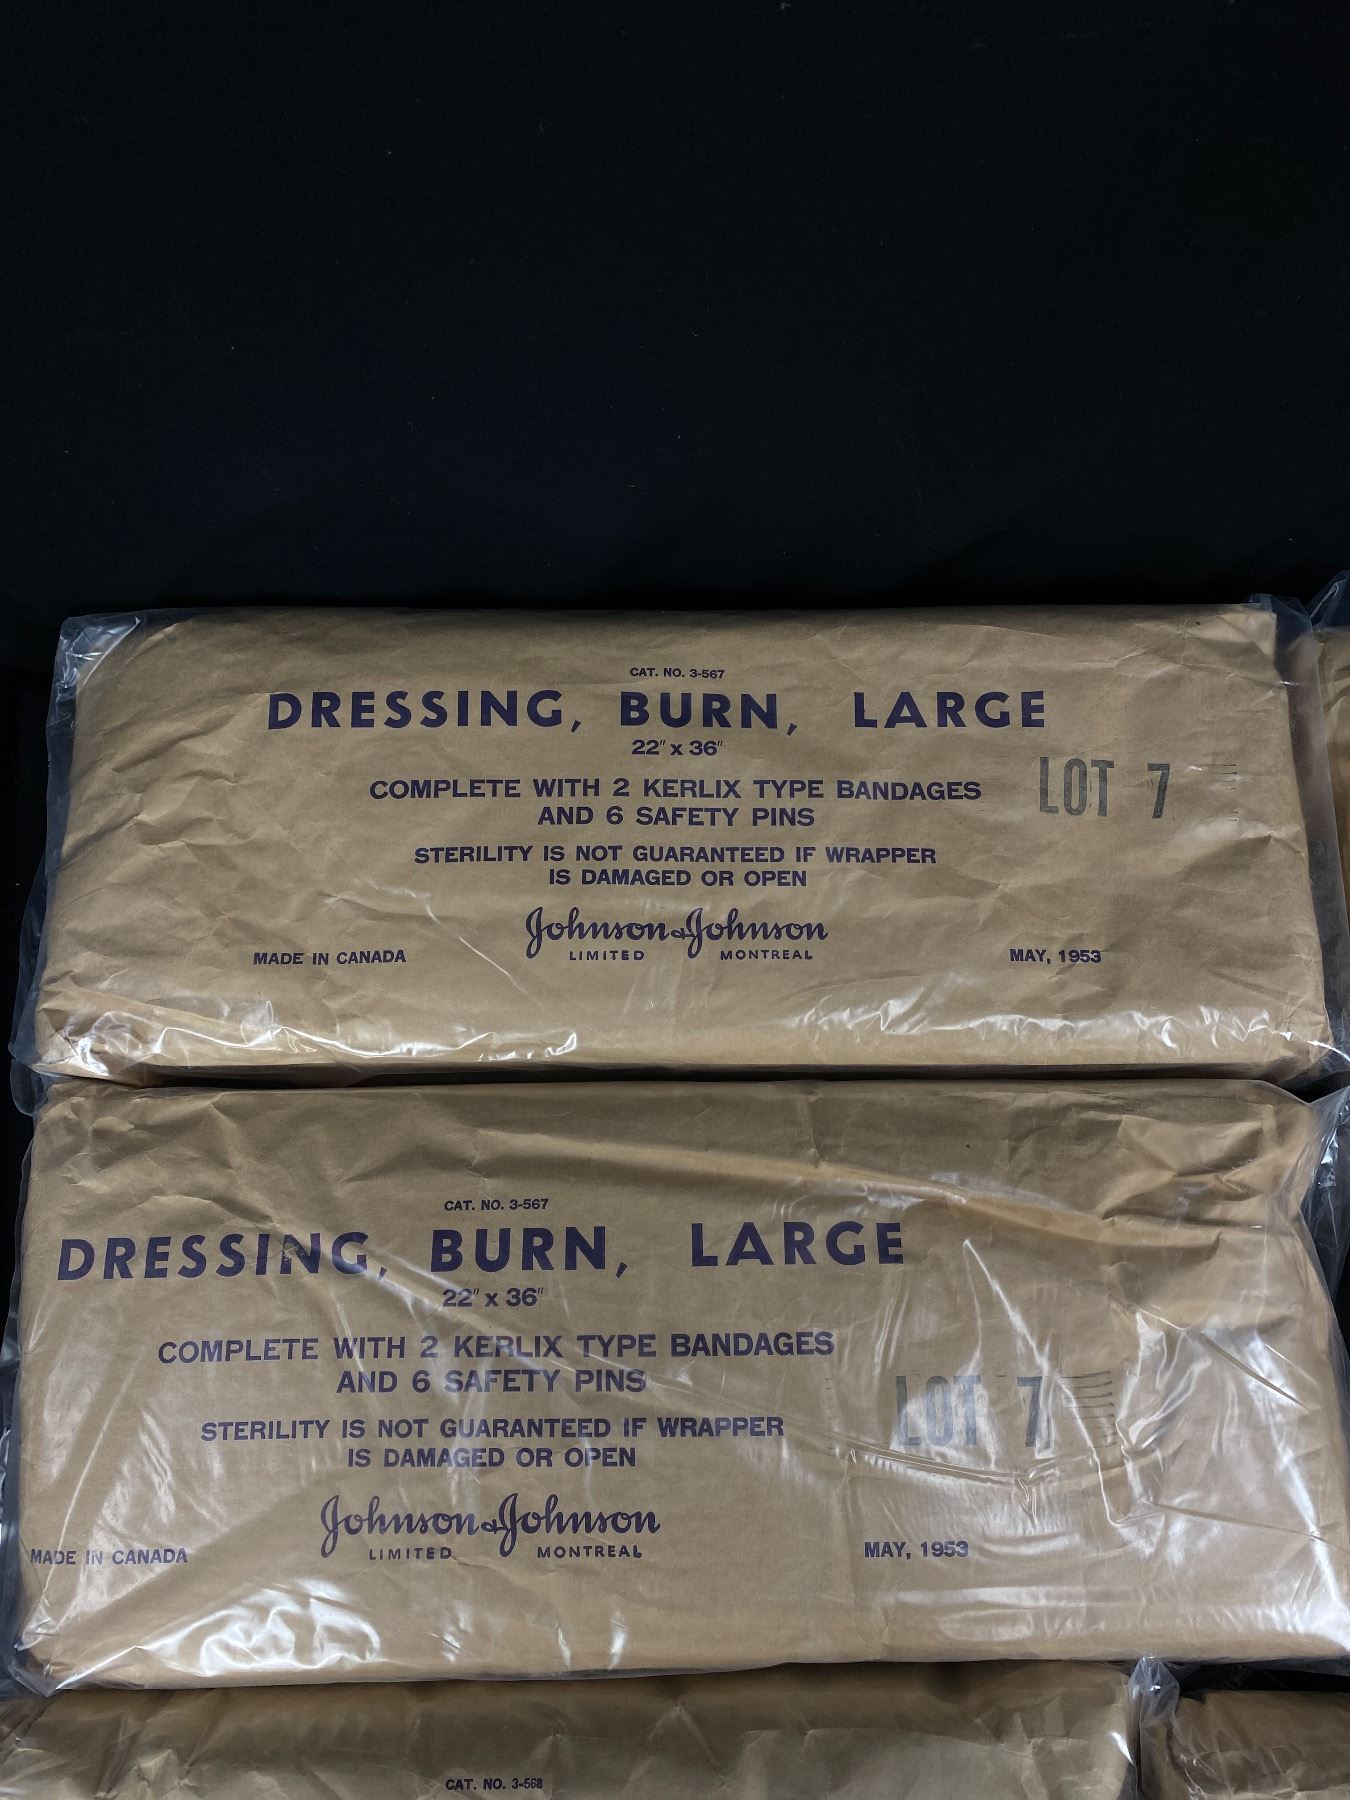 CAT. NO. 3-567
DRESSING, BURN, LARGE
22" x 36"
COMPLETE WITH 2 KERLIX TYPE BANDAGES
AND 6 SAFETY PINS
LOT 7
STERILITY IS NOT GUARANTEED IF WRAPPER
IS DAMAGED OR OPEN
Johnson & Johnson
LIMITED MONTREAL
MADE IN CANADA
MAY, 1953
CAT. NO. 3-567
DRESSING, BURN, LARGE
22" x 36"
COMPLETE WITH 2 KERLIX TYPE BANDAGES
AND 6 SAFETY PINS
LOT 7
STERILITY IS NOT GUARANTEED IF WRAPPER
IS DAMAGED OR OPEN
Johnson & Johnson
LIMITED MONTREAL
MADE IN CANADA
MAY, 1953
CAT. NO. 3-568